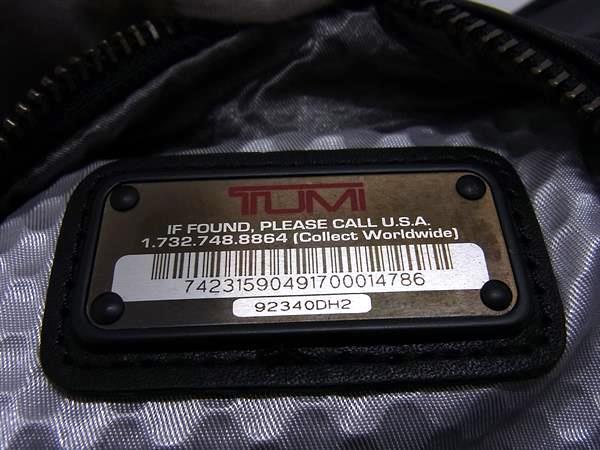 TUMI
IF FOUND, PLEASE CALL U.S.A.
1.732.748.8864 (Collect Worldwide)
74231590491700014786
92340DH2